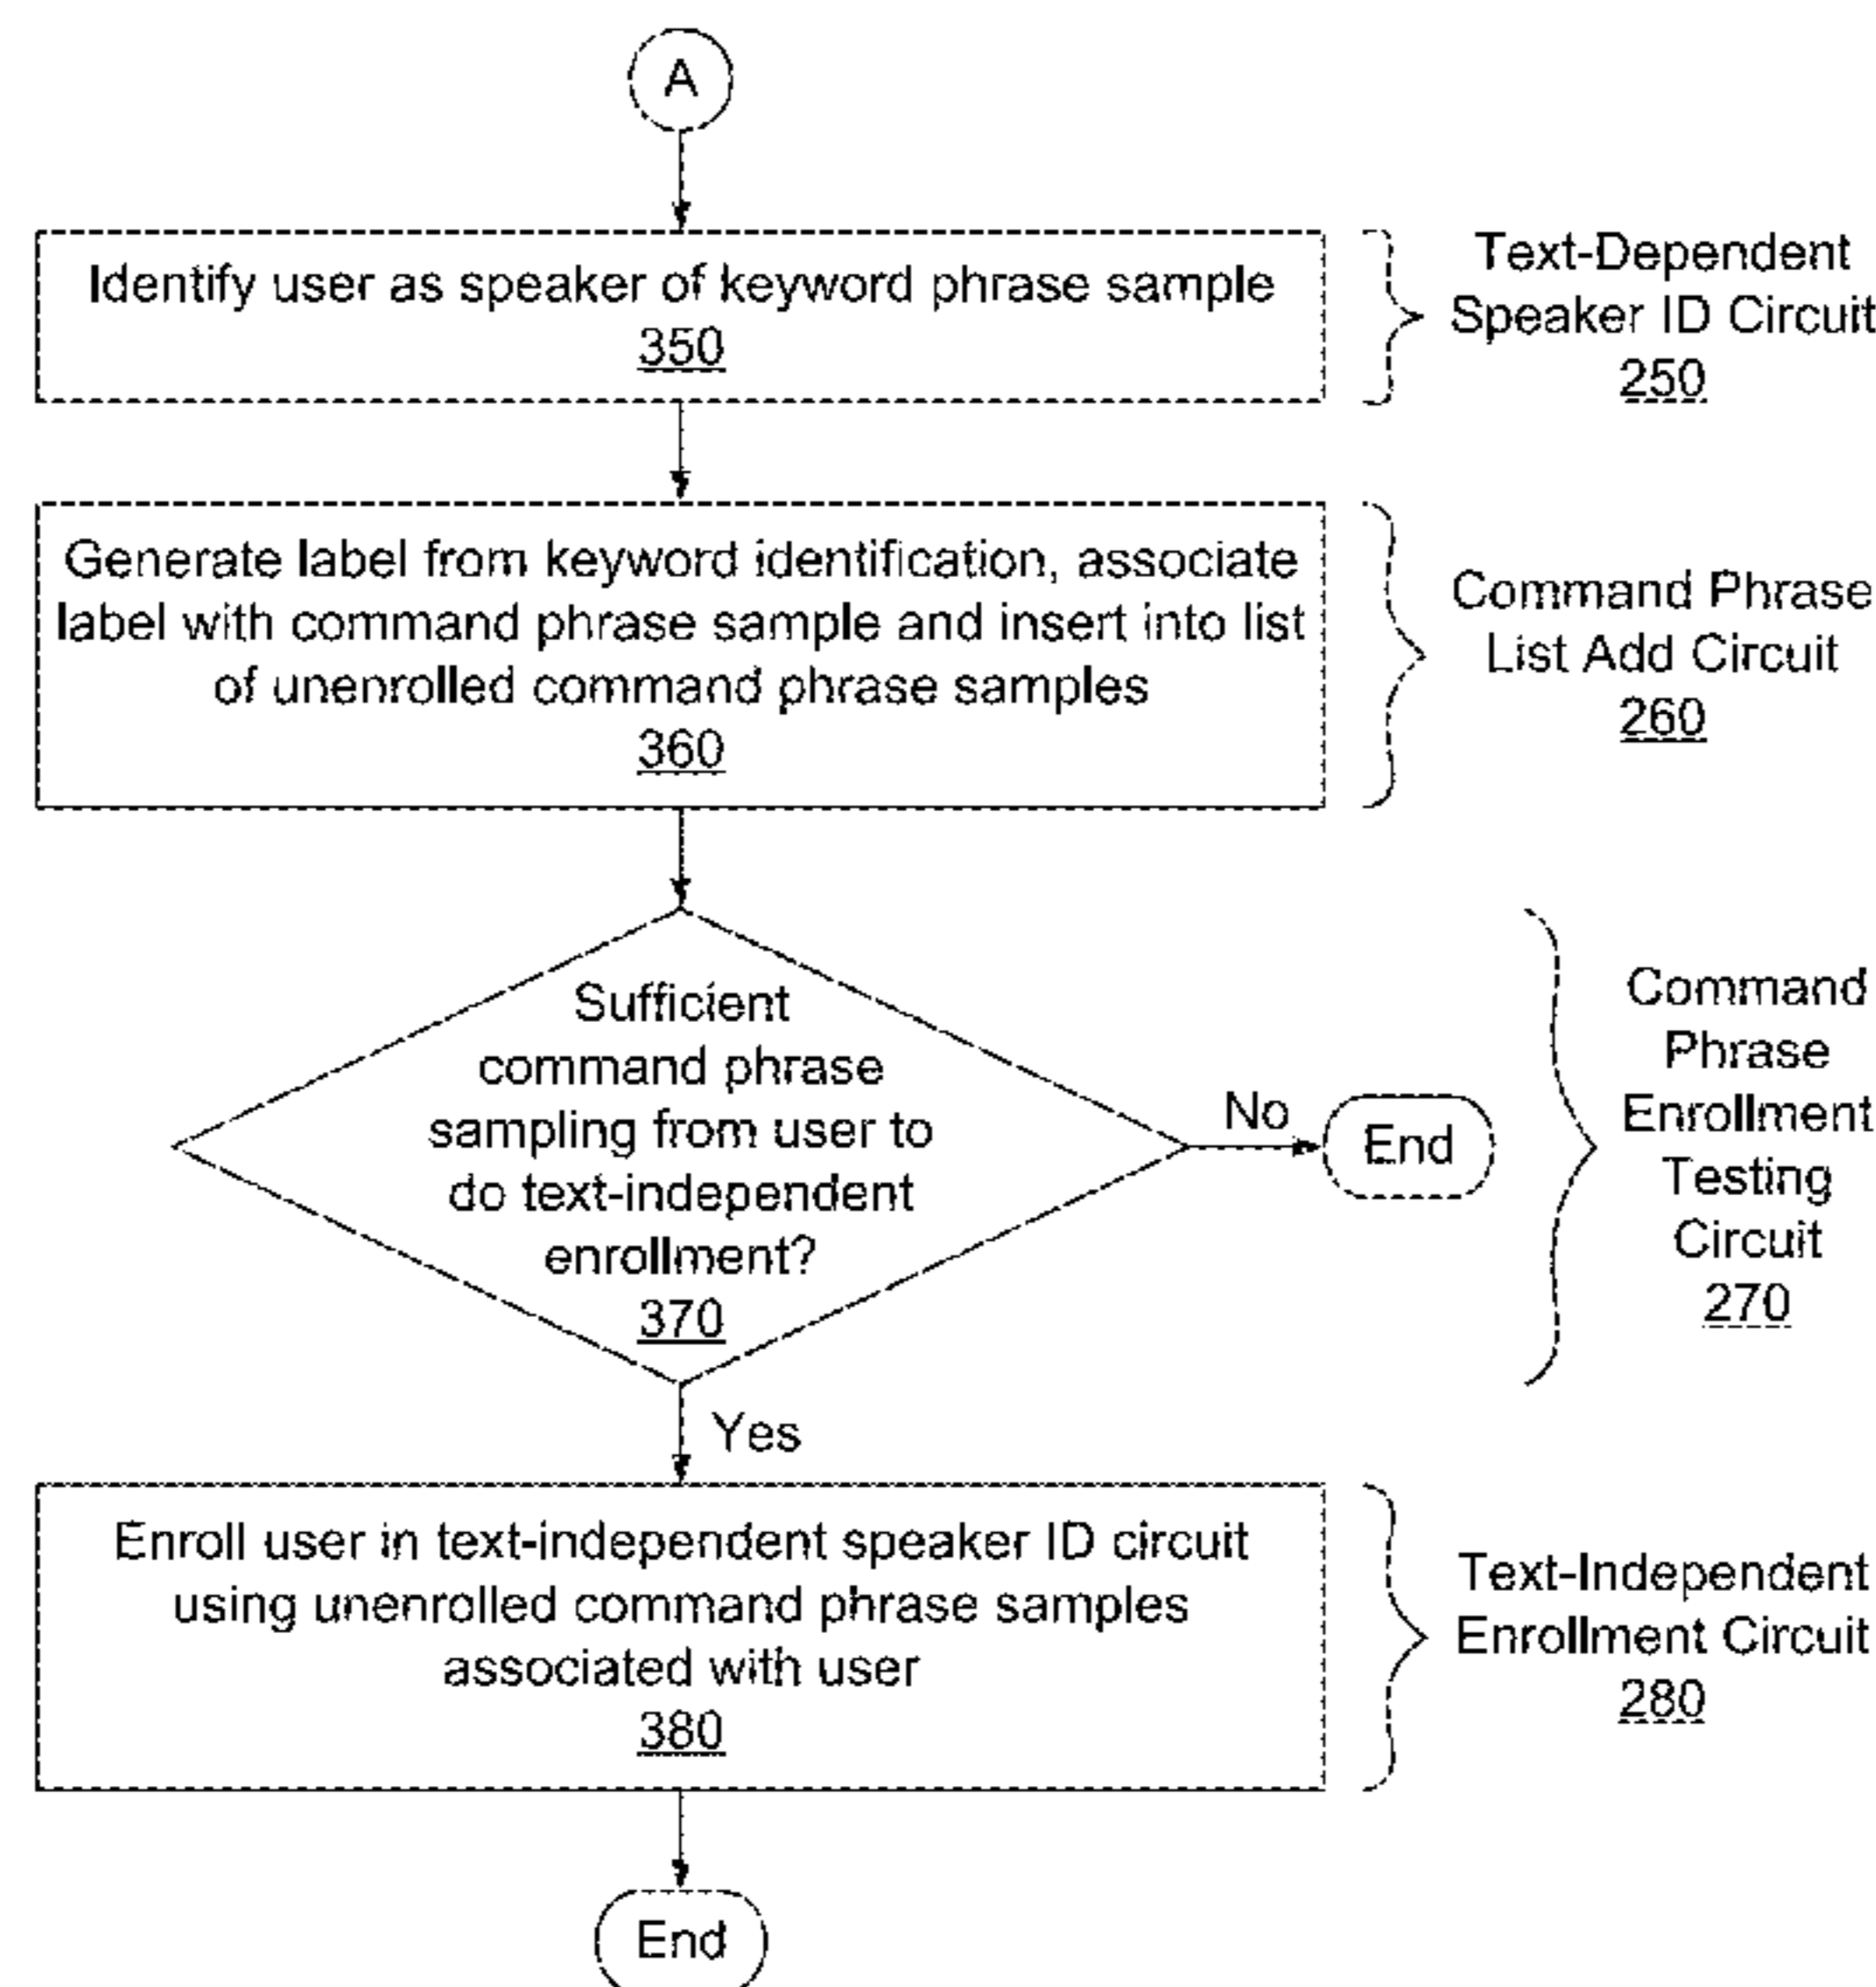 A
Identify user as speaker of keyword phrase sample
350
Text-Dependent
Speaker ID Circuit
250
Generate label from keyword identification, associate
label with command phrase sample and insert into list
of unenrolled command phrase samples
360
Command Phrase
List Add Circuit
260
Sufficient
command phrase
sampling from user to
do text-independent
enrollment?
370
No
End
Command
Phrase
Enrollment
Testing
Circuit
270
Yes
Enroll user in text-independent speaker ID circuit
using unenrolled command phrase samples
associated with user
380
Text-Independent
Enrollment Circuit
280
End